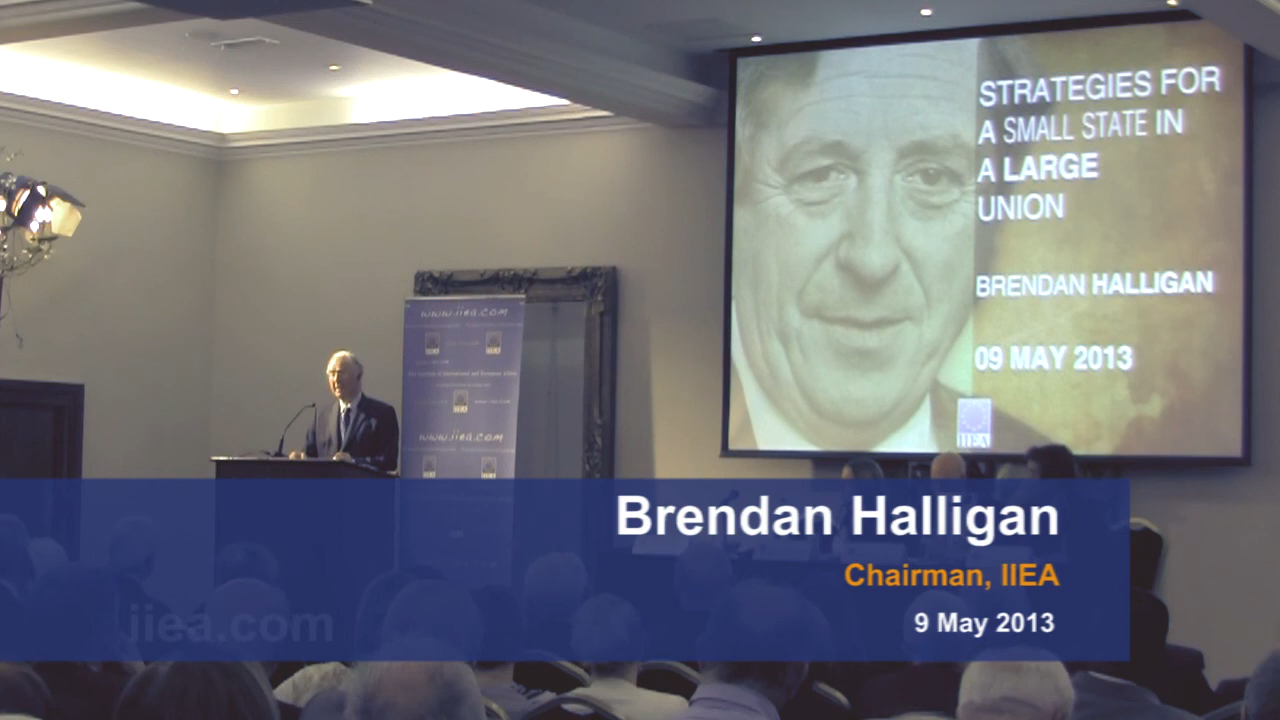 STRATEGIES FOR
A SMALL STATE IN
A LARGE
UNION
BRENDAN HALLIGAN
09 MAY 2013
IIEA
www.iiea.com
IIEA
www.iiea.com
Brendan Halligan
Chairman, IIEA
9 May 2013
iiea.com